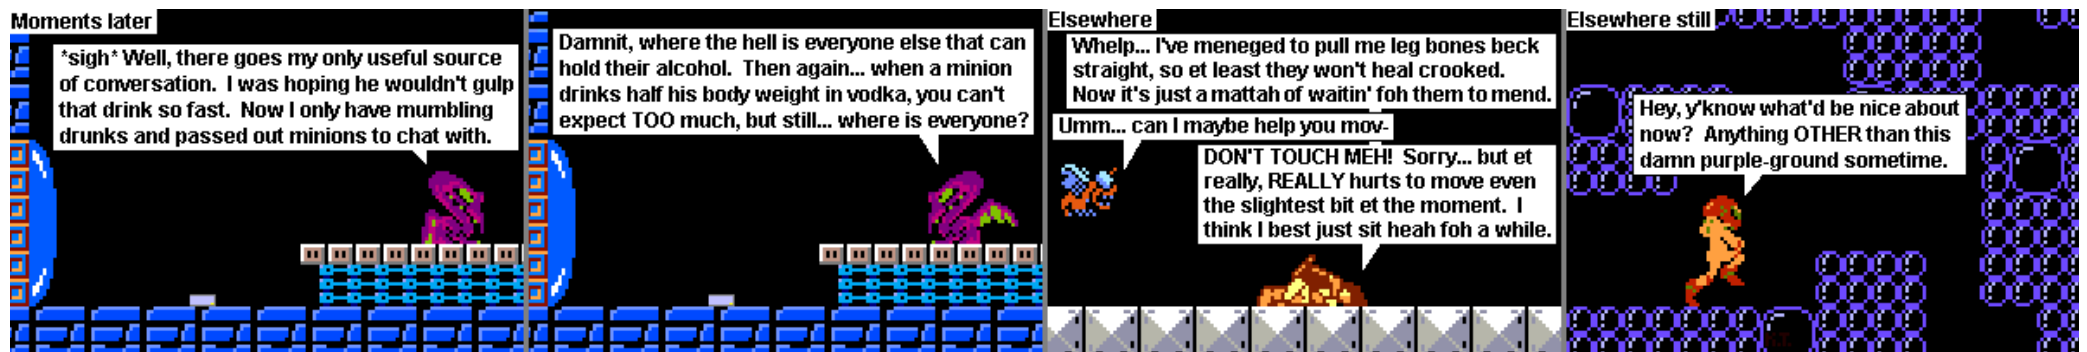 Moments later
*sigh* Well, there goes my only useful source
of conversation. I was hoping he wouldn't gulp
that drink so fast. Now I only have mumbling
drunks and passed out minions to chat with.
Damnit, where the hell is everyone else that can
hold their alcohol. Then again... when a minion
drinks half his body weight in vodka, you can't
expect TOO much, but still... where is everyone?
Elsewhere
Whelp... I've meneged to pull me leg bones beck
straight, so et least they won't heal crooked.
Now it's just a mattah of waitin' foh them to mend.
Umm... can I maybe help you mov-
DON'T TOUCH MEH! Sorry... but et
really, REALLY hurts to move even
the slightest bit et the moment. I
think I best just sit heah foh a while.
Elsewhere still
Hey, y'know what'd be nice about
now? Anything OTHER than this
damn purple-ground sometime.